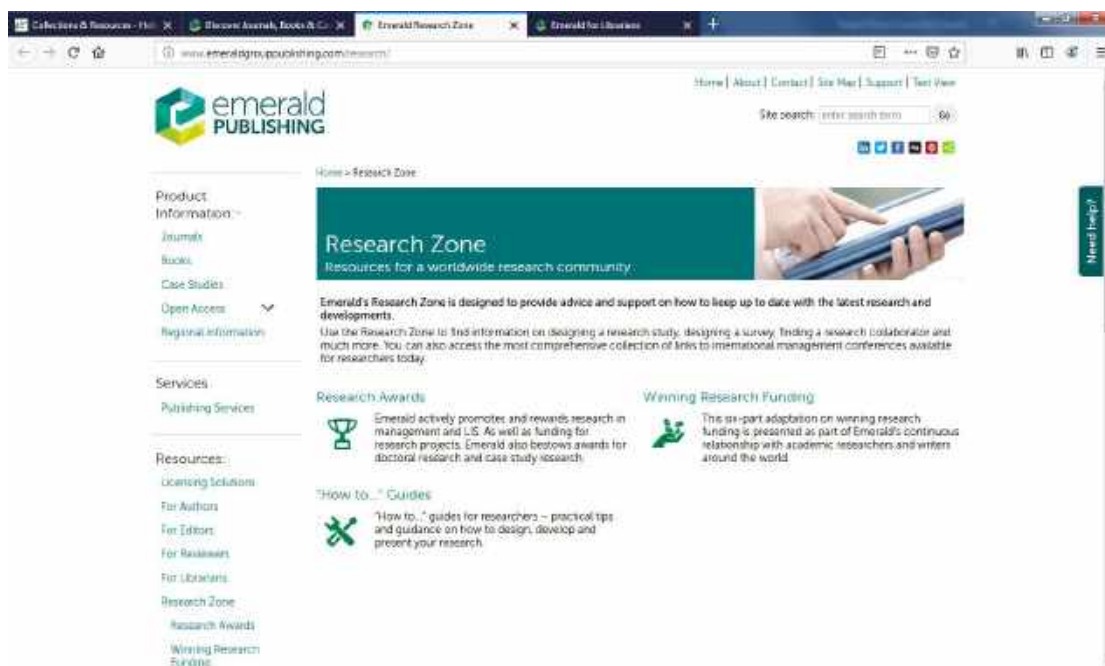 Collections & Resources - Hel
Discover Journals, Books & Ca
Emerald Research Zone
Emerald for Librarians
www.emeraldgrouppublishing.com/research/
Home | About | Contact | Site Map | Support | Text View
Site search: enter search term Go
emerald
PUBLISHING
Home > Research Zone
Product
Information:-
Journals
Books
Case Studies
Open Access
Regional information
Services
Publishing Services
Resources:
Licensing Solutions
For Authors
For Editors
For Reviewers
For Librarians
Research Zone
Research Awards
Winning Research
Funding
Research Zone
Resources for a worldwide research community
Need help?
Emerald's Research Zone is designed to provide advice and support on how to keep up to date with the latest research and
developments.
Use the Research Zone to find information on designing a research study, designing a survey, finding a research collaborator and
much more. You can also access the most comprehensive collection of links to international management conferences available
for researchers today.
Research Awards
Emerald actively promotes and rewards research in
management and LIS. As well as funding for
research projects, Emerald also bestows awards for
doctoral research and case study research.
Winning Research Funding
This six-part adaptation on winning research
funding is presented as part of Emerald's continuous
relationship with academic researchers and writers
around the world.
"How to..." Guides
"How to..." guides for researchers – practical tips
and guidance on how to design, develop and
present your research.